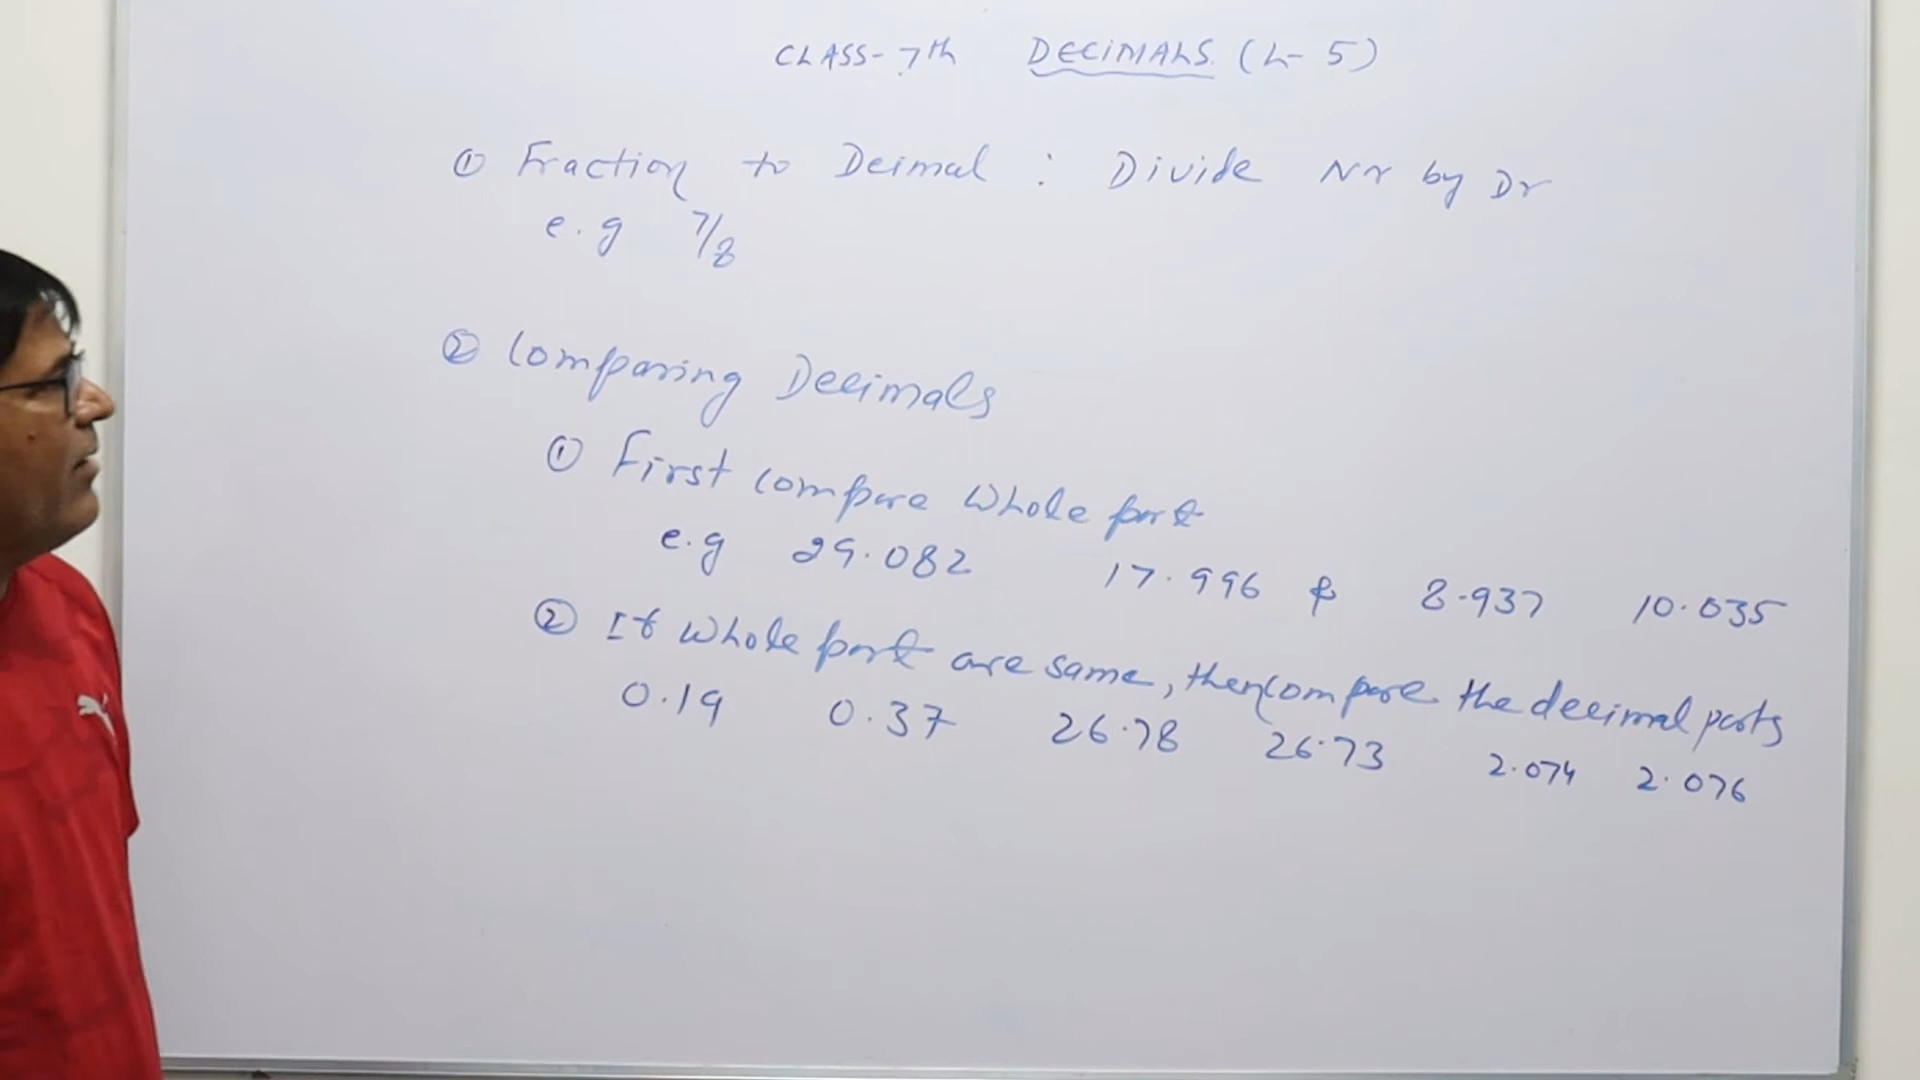 CLASS-7th DECIMALS (L-5)
① Fraction to Deimal : Divide Nr by Dr
e.g 7/8
② Comparing Decimals
① First compare Whole part
e.g 29.082 17.996 & 8.937 10.035
② If Whole part are same, then compare the decimal parts
0.19 0.37 26.78 26.73 2.074 2.076